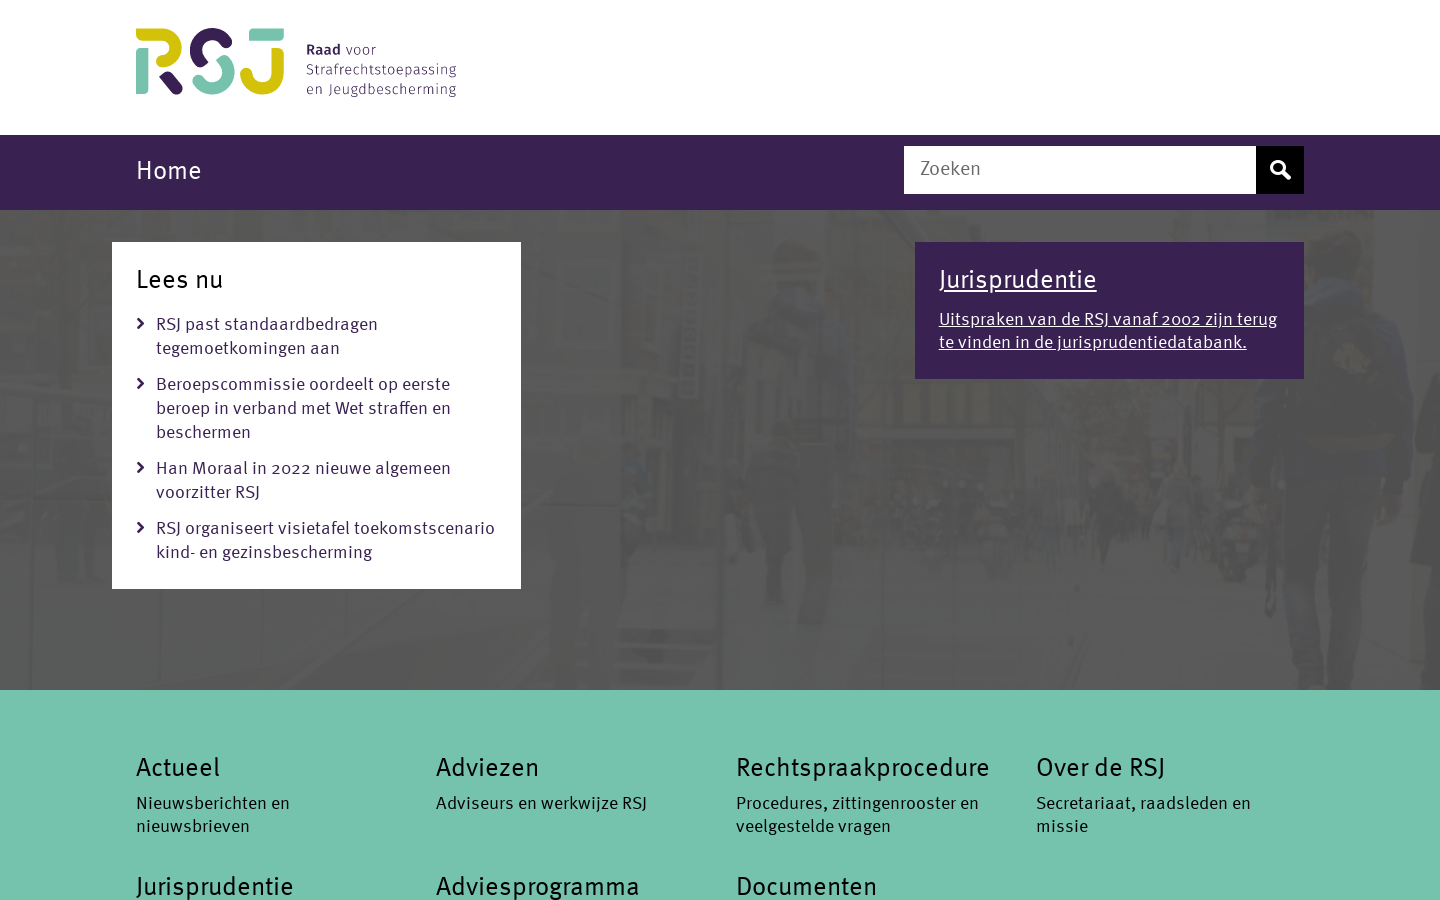 RSJ
Raad voor
Strafrechtstoepassing
en Jeugdbescherming
Home
Zoeken
Lees nu
RSJ past standaardbedragen
tegemoetkomingen aan
Beroepscommissie oordeelt op eerste
beroep in verband met Wet straffen en
beschermen
Han Moraal in 2022 nieuwe algemeen
voorzitter RSJ
RSJ organiseert visietafel toekomstscenario
kind- en gezinsbescherming
Jurisprudentie
Uitspraken van de RSJ vanaf 2002 zijn terug
te vinden in de jurisprudentiedatabank.
Actueel
Nieuwsberichten en
nieuwsbrieven
Adviezen
Adviseurs en werkwijze RSJ
Rechtspraakprocedure
Procedures, zittingenrooster en
veelgestelde vragen
Over de RSJ
Secretariaat, raadsleden en
missie
Jurisprudentie
Adviesprogramma
Documenten